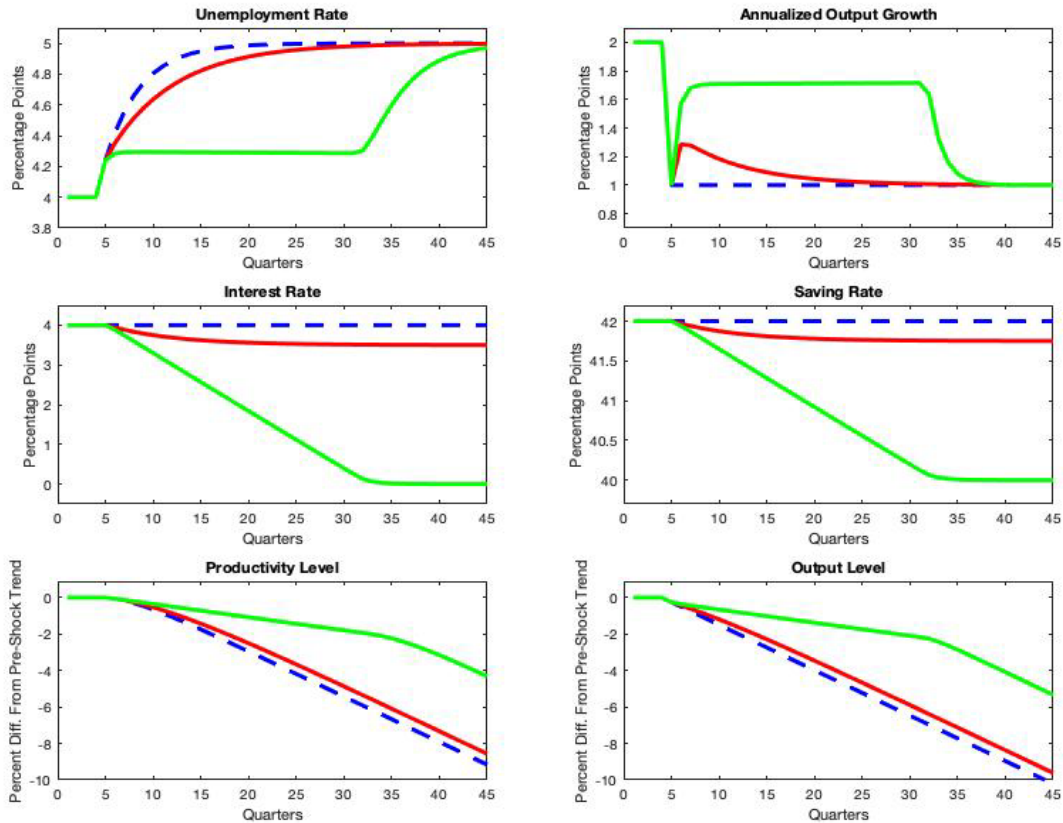 Unemployment Rate
Percentage Points
5
4.8
4.6
4.4
4.2
4
3.8
0 5 10 15 20 25 30 35 40 45
Quarters
Annualized Output Growth
Percentage Points
2
1.8
1.6
1.4
1.2
1
0.8
0 5 10 15 20 25 30 35 40 45
Quarters
Interest Rate
Percentage Points
4
3
2
1
0
0 5 10 15 20 25 30 35 40 45
Quarters
Saving Rate
Percentage Points
42
41.5
41
40.5
40
0 5 10 15 20 25 30 35 40 45
Quarters
Productivity Level
Percent Diff. From Pre-Shock Trend
0
-2
-4
-6
-8
-10
0 5 10 15 20 25 30 35 40 45
Quarters
Output Level
Percent Diff. From Pre-Shock Trend
0
-2
-4
-6
-8
-10
0 5 10 15 20 25 30 35 40 45
Quarters